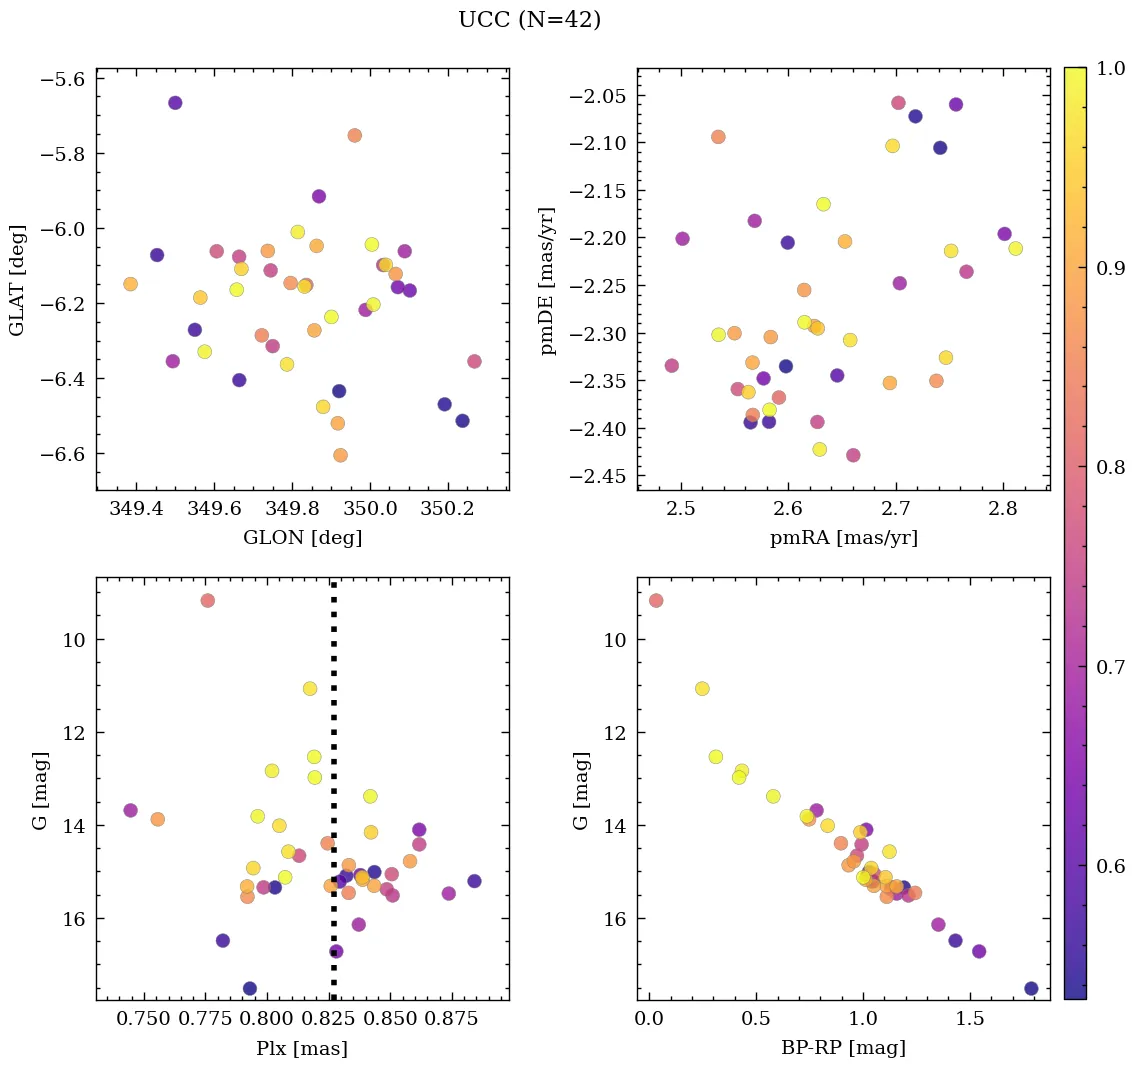 UCC (N=42)
−5.6
−5.8
−6.0
−6.2
−6.4
−6.6
GLAT [deg]
349.4 349.6 349.8 350.0 350.2
GLON [deg]
−2.05
−2.10
−2.15
−2.20
−2.25
−2.30
−2.35
−2.40
−2.45
pmDE [mas/yr]
2.5 2.6 2.7 2.8
pmRA [mas/yr]
10
12
14
16
G [mag]
0.750 0.775 0.800 0.825 0.850 0.875
Plx [mas]
10
12
14
16
G [mag]
0.0 0.5 1.0 1.5
BP-RP [mag]
1.0
0.9
0.8
0.7
0.6